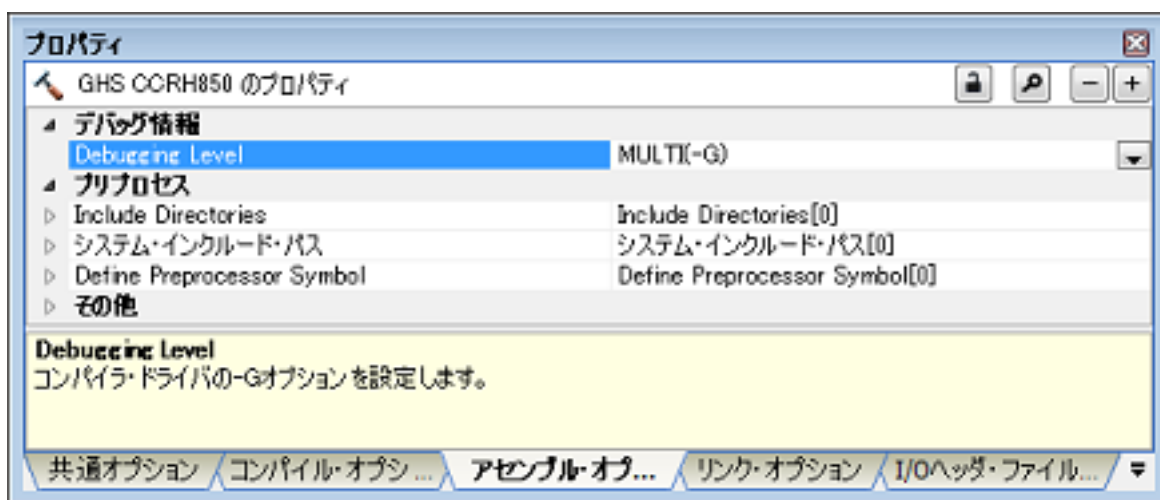 プロパティ
GHS CCRH850 のプロパティ
デバッグ情報
Debugging Level MULTI(-G)
プリプロセス
Include Directories Include Directories[0]
システム・インクルード・パス システム・インクルード・パス[0]
Define Preprocessor Symbol Define Preprocessor Symbol[0]
その他
Debugging Level
コンパイラ・ドライバの-Gオプションを設定します。
共通オプション コンパイル・オプシ... アセンブル・オプ... リンク・オプション I/Oヘッダ・ファイル...